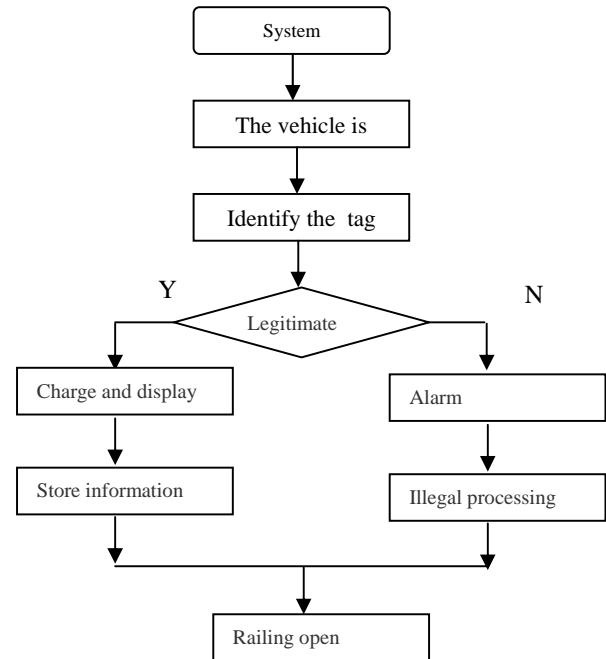 System
The vehicle is
Identify the tag
Y
N
Legitimate
Charge and display
Alarm
Store information
Illegal processing
Railing open